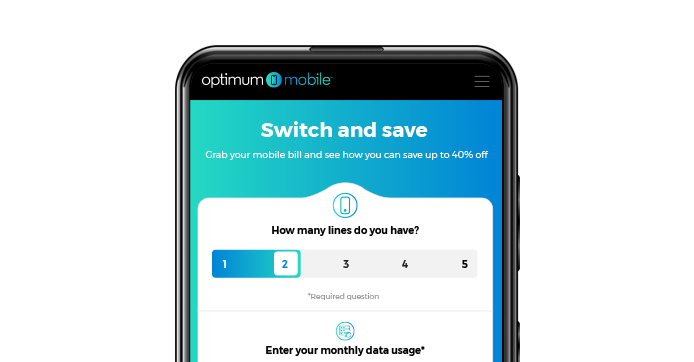 optimum mobile
Switch and save
Grab your mobile bill and see how you can save up to 40% off
How many lines do you have?
1 2 3 4 5
*Required question
Enter your monthly data usage*